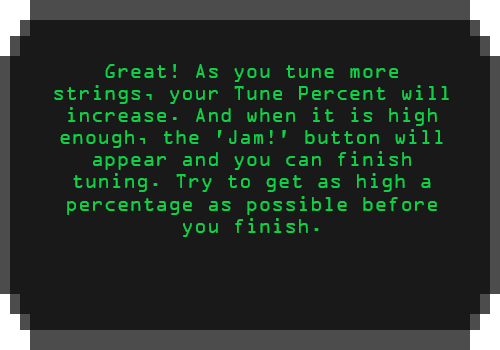 Great! As you tune more
strings, your Tune Percent will
increase. And when it is high
enough, the 'Jam!' button will
appear and you can finish
tuning. Try to get as high a
percentage as possible before
you finish.